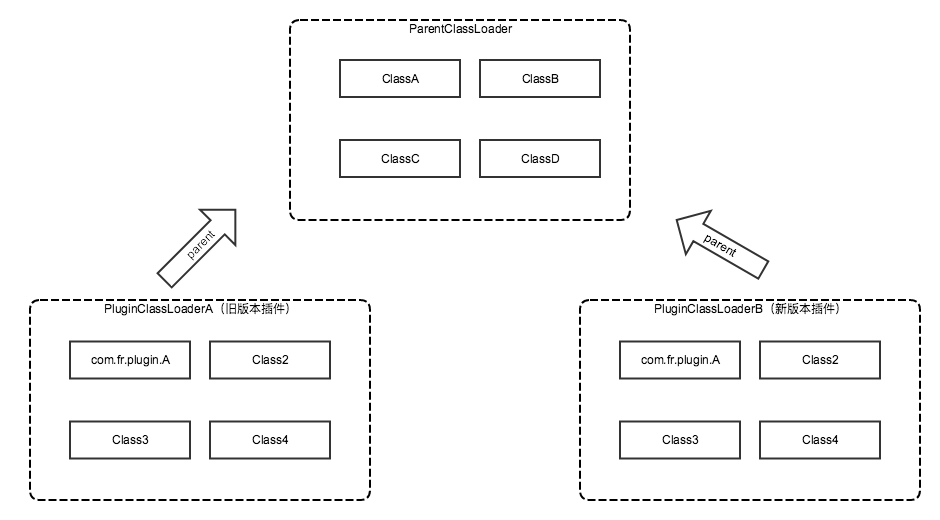 ParentClassLoader
ClassA
ClassB
ClassC
ClassD
parent
parent
PluginClassLoaderA（旧版本插件）
com.fr.plugin.A
Class2
Class3
Class4
PluginClassLoaderB（新版本插件）
com.fr.plugin.A
Class2
Class3
Class4